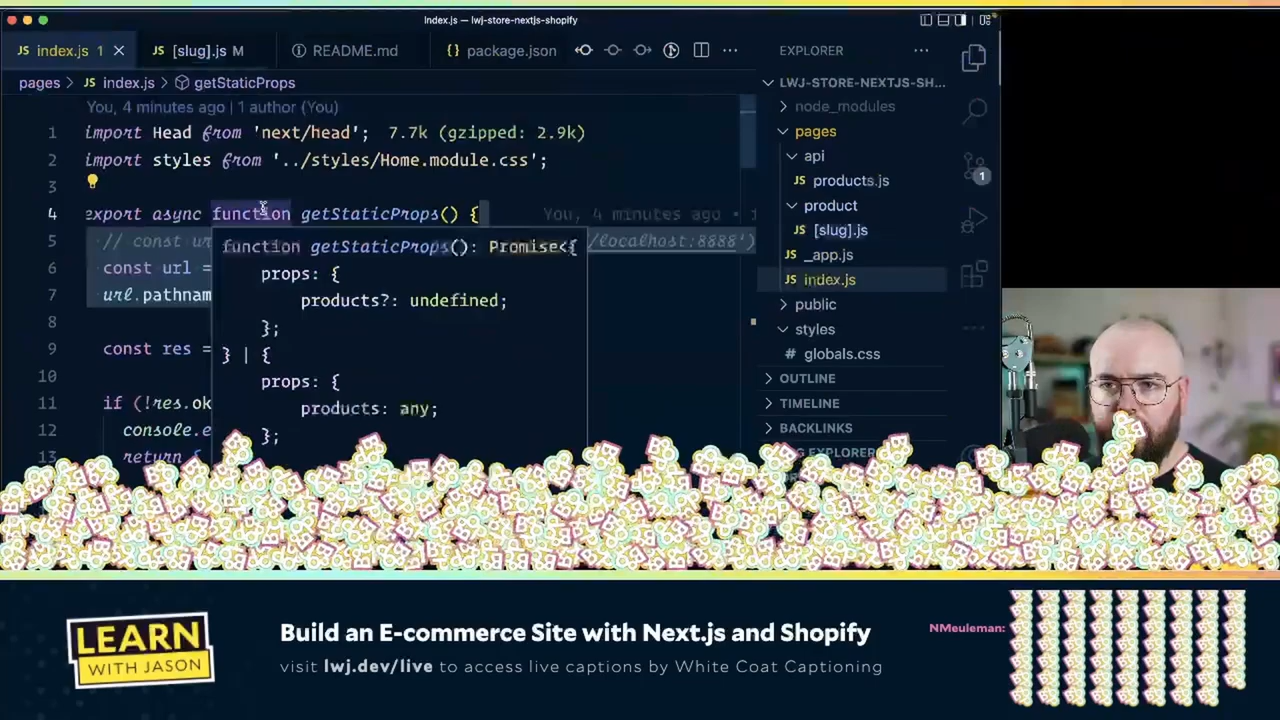 index.js — lwj-store-nextjs-shopify
JS index.js 1
JS [slug].js M
README.md
{} package.json
pages > JS index.js > getStaticProps
You, 4 minutes ago | 1 author (You)
1 import Head from 'next/head'; 7.7k (gzipped: 2.9k)
2 import styles from '../styles/Home.module.css';
3
4 export async function getStaticProps() { You, 4 minutes ago •
5 // const ur /localhost:8888')
6 const url =
7 url.pathnam
8
9 const res =
10
11 if (!res.ok
12 console.e
13 return {
function getStaticProps(): Promise<{
props: {
products?: undefined;
};
} | {
props: {
products: any;
};
EXPLORER
LWJ-STORE-NEXTJS-SH...
node_modules
pages
api
JS products.js
product
JS [slug].js
JS _app.js
JS index.js
public
styles
# globals.css
OUTLINE
TIMELINE
BACKLINKS
1
LEARN
WITH JASON
Build an E-commerce Site with Next.js and Shopify
visit lwj.dev/live to access live captions by White Coat Captioning
NMeuleman: